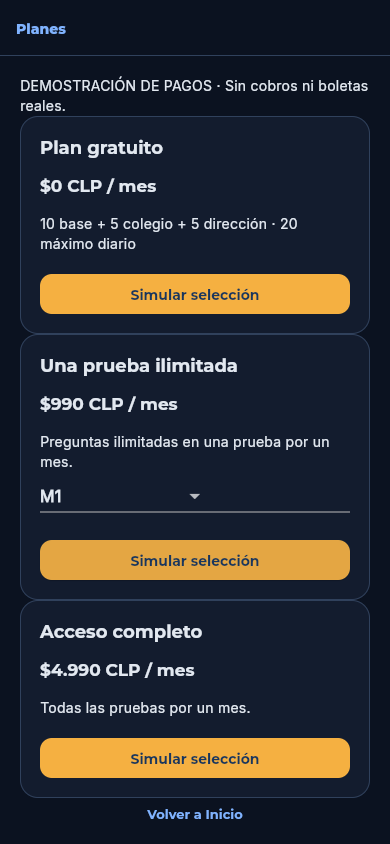 Planes
DEMOSTRACIÓN DE PAGOS · Sin cobros ni boletas
reales.
Plan gratuito
$0 CLP / mes
10 base + 5 colegio + 5 dirección · 20
máximo diario
Simular selección
Una prueba ilimitada
$990 CLP / mes
Preguntas ilimitadas en una prueba por un
mes.
M1
Simular selección
Acceso completo
$4.990 CLP / mes
Todas las pruebas por un mes.
Simular selección
Volver a Inicio